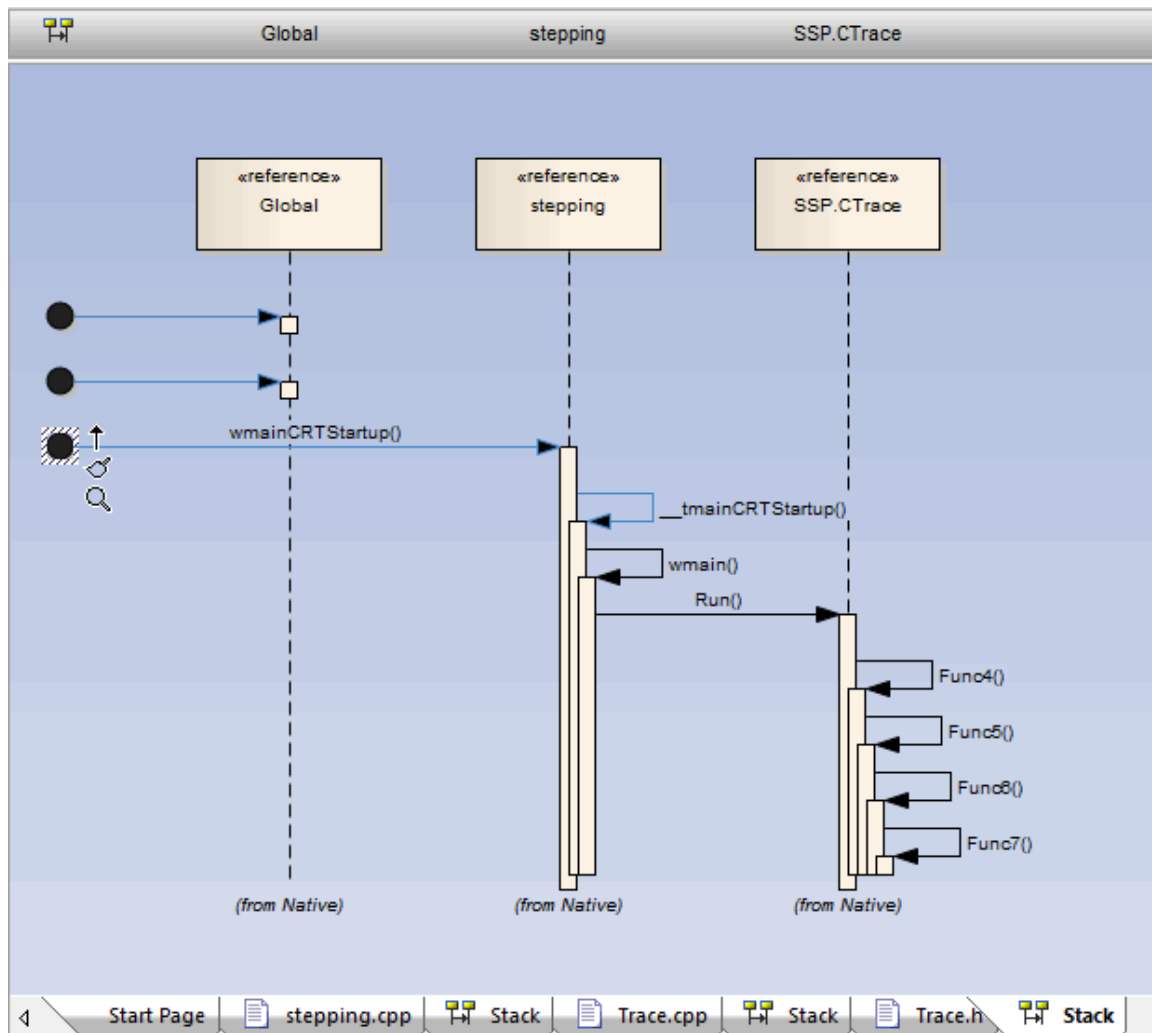 Global stepping SSP.CTrace
«reference» «reference» «reference»
Global stepping SSP.CTrace
wmainCRTStartup()
__tmainCRTStartup()
wmain()
Run()
Func4()
Func5()
Func6()
Func7()
(from Native) (from Native) (from Native)
Start Page stepping.cpp Stack Trace.cpp Stack Trace.h Stack